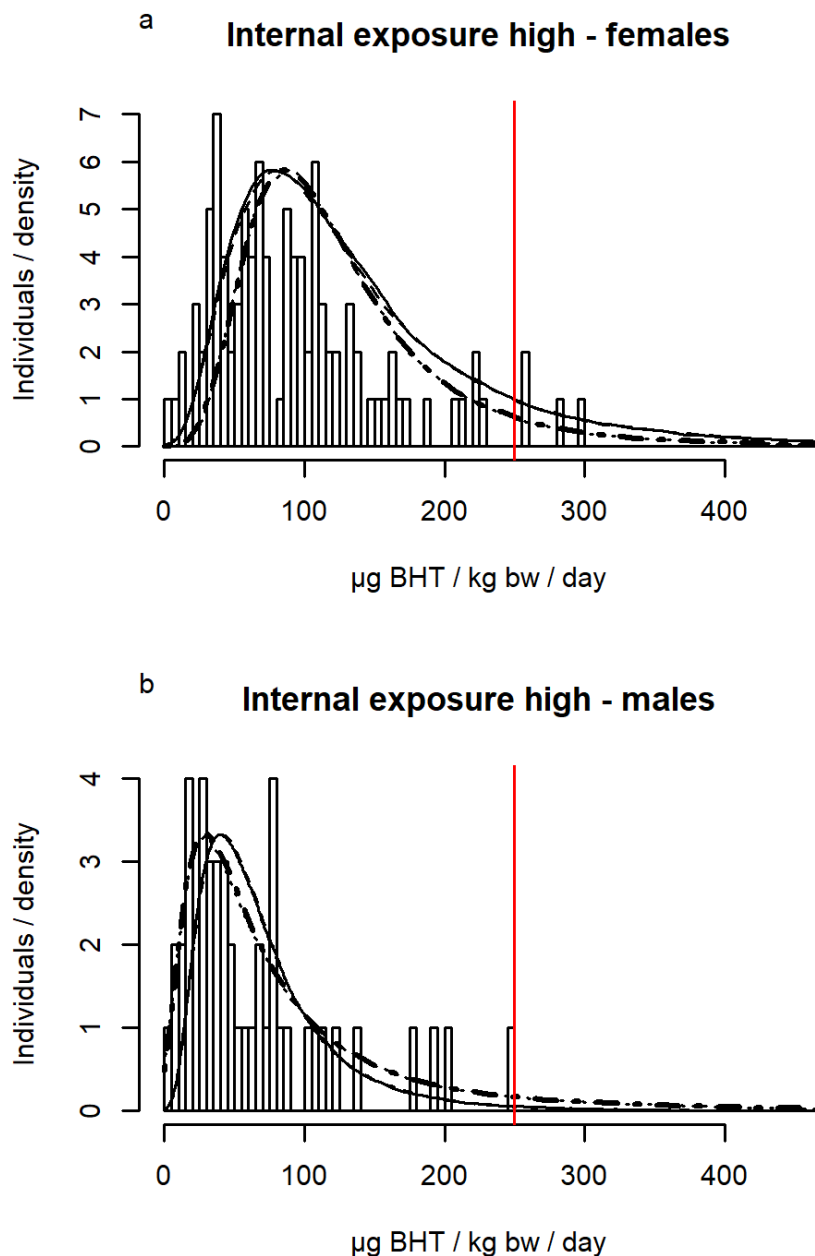 a
Internal exposure high - females
Individuals / density
7
6
5
4
3
2
1
0
0 100 200 300 400
µg BHT / kg bw / day
b
Internal exposure high - males
Individuals / density
4
3
2
1
0
0 100 200 300 400
µg BHT / kg bw / day